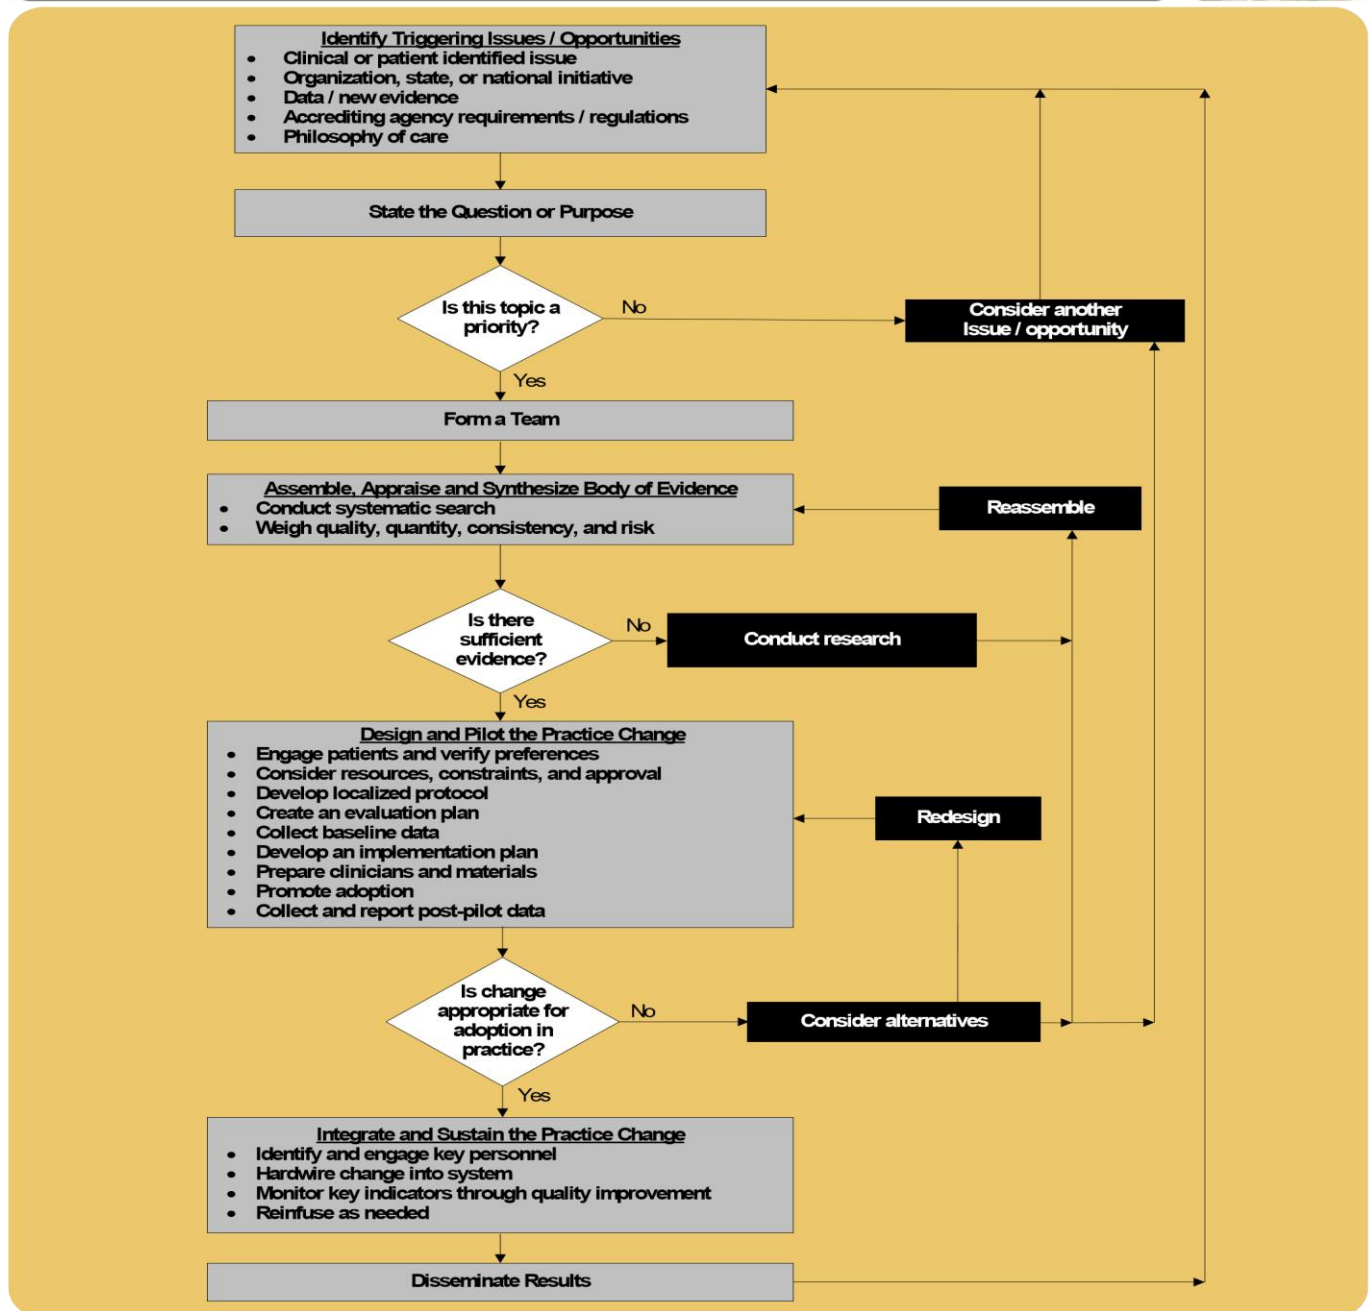 Identify Triggering Issues / Opportunities
• Clinical or patient identified issue
• Organization, state, or national initiative
• Data / new evidence
• Accrediting agency requirements / regulations
• Philosophy of care
State the Question or Purpose
Is this topic a
priority?
No
Consider another
Issue / opportunity
Yes
Form a Team
Assemble, Appraise and Synthesize Body of Evidence
• Conduct systematic search
• Weigh quality, quantity, consistency, and risk
Reassemble
Is there
sufficient
evidence?
No
Conduct research
Yes
Design and Pilot the Practice Change
• Engage patients and verify preferences
• Consider resources, constraints, and approval
• Develop localized protocol
• Create an evaluation plan
• Collect baseline data
• Develop an implementation plan
• Prepare clinicians and materials
• Promote adoption
• Collect and report post-pilot data
Redesign
Is change
appropriate for
adoption in
practice?
No
Consider alternatives
Yes
Integrate and Sustain the Practice Change
• Identify and engage key personnel
• Hardwire change into system
• Monitor key indicators through quality improvement
• Reinfuse as needed
Disseminate Results